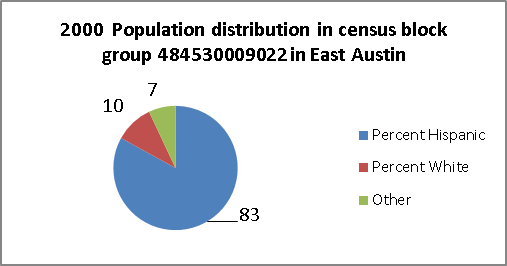 2000 Population distribution in census block
group 484530009022 in East Austin
7
10
Percent Hispanic
Percent White
Other
83